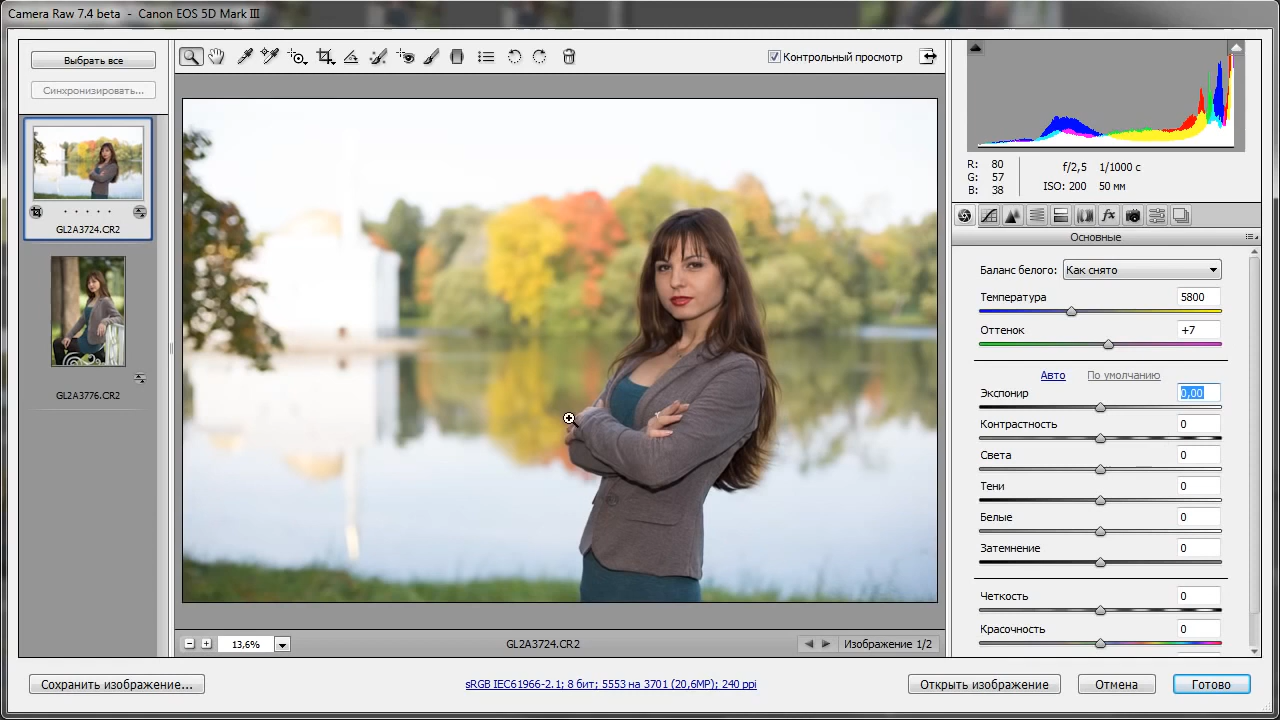 Camera Raw 7.4 beta - Canon EOS 5D Mark III
Выбрать все
Синхронизировать...
GL2A3724.CR2
GL2A3776.CR2
Контрольный просмотр
R: 80
G: 57
B: 38
f/2,5 1/1000 с
ISO: 200 50 мм
fx
Основные
Баланс белого: Как снято
Температура 5800
Оттенок +7
Авто По умолчанию
Экспонир 0,00
Контрастность 0
Света 0
Тени 0
Белые 0
Затемнение 0
Четкость 0
Красочность 0
13,6%
GL2A3724.CR2
Изображение 1/2
Сохранить изображение...
sRGB IEC61966-2.1; 8 бит; 5553 на 3701 (20,6MP); 240 ppi
Открыть изображение
Отмена
Готово